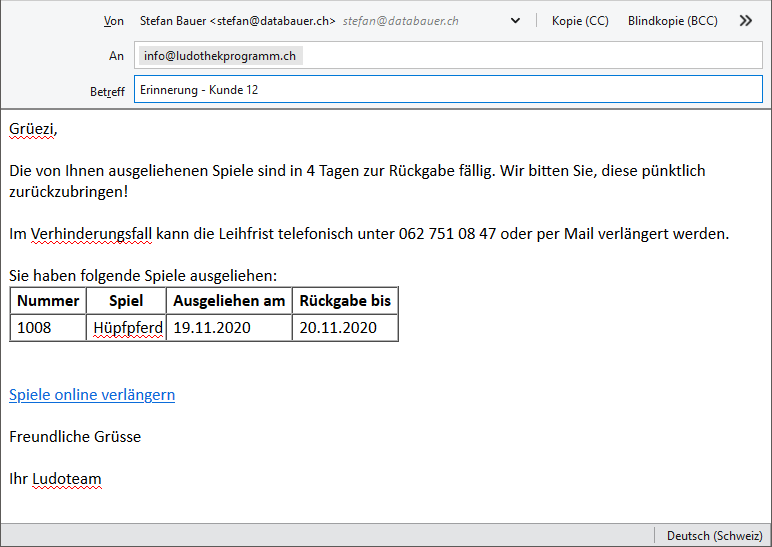 Von Stefan Bauer <stefan@databauer.ch> stefan@databauer.ch Kopie (CC) Blindkopie (BCC)
An info@ludothekprogramm.ch
Betreff Erinnerung - Kunde 12
Grüezi,
Die von Ihnen ausgeliehenen Spiele sind in 4 Tagen zur Rückgabe fällig. Wir bitten Sie, diese pünktlich
zurückzubringen!
Im Verhinderungsfall kann die Leihfrist telefonisch unter 062 751 08 47 oder per Mail verlängert werden.
Sie haben folgende Spiele ausgeliehen:
Nummer Spiel Ausgeliehen am Rückgabe bis
1008 Hüpfpferd 19.11.2020 20.11.2020
Spiele online verlängern
Freundliche Grüsse
Ihr Ludoteam
Deutsch (Schweiz)